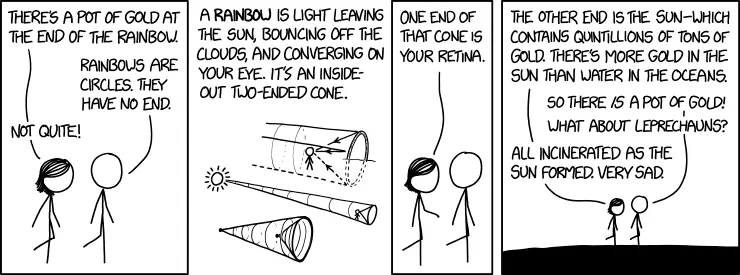 THERE'S A POT OF GOLD AT
THE END OF THE RAINBOW.
RAINBOWS ARE
CIRCLES. THEY
HAVE NO END.
NOT QUITE!
A RAINBOW IS LIGHT LEAVING
THE SUN, BOUNCING OFF THE
CLOUDS, AND CONVERGING ON
YOUR EYE. IT'S AN INSIDE-
OUT TWO-ENDED CONE.
ONE END OF
THAT CONE IS
YOUR RETINA.
THE OTHER END IS THE SUN—WHICH
CONTAINS QUINTILLIONS OF TONS OF
GOLD. THERE'S MORE GOLD IN THE
SUN THAN WATER IN THE OCEANS.
SO THERE IS A POT OF GOLD!
WHAT ABOUT LEPRECHAUNS?
ALL INCINERATED AS THE
SUN FORMED. VERY SAD.